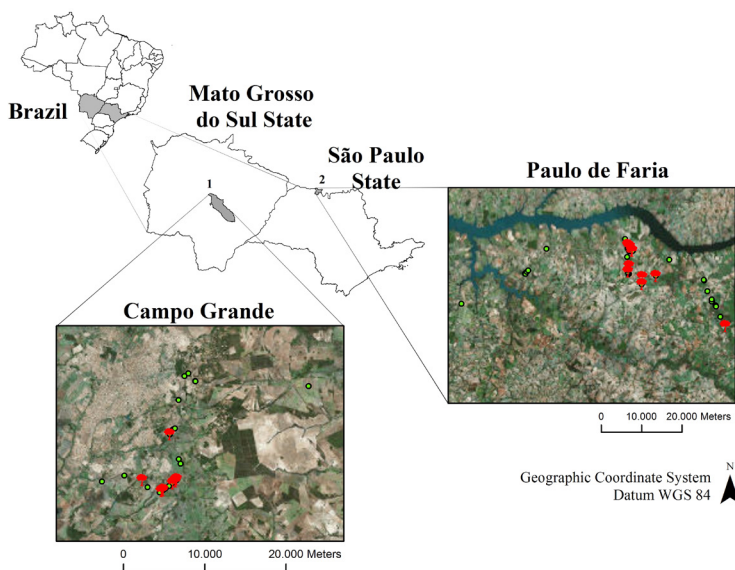 Brazil
Mato Grosso
do Sul State
São Paulo
State
1
2
Paulo de Faria
Campo Grande
0 10.000 20.000 Meters
Geographic Coordinate System
Datum WGS 84
N
0 10.000 20.000 Meters